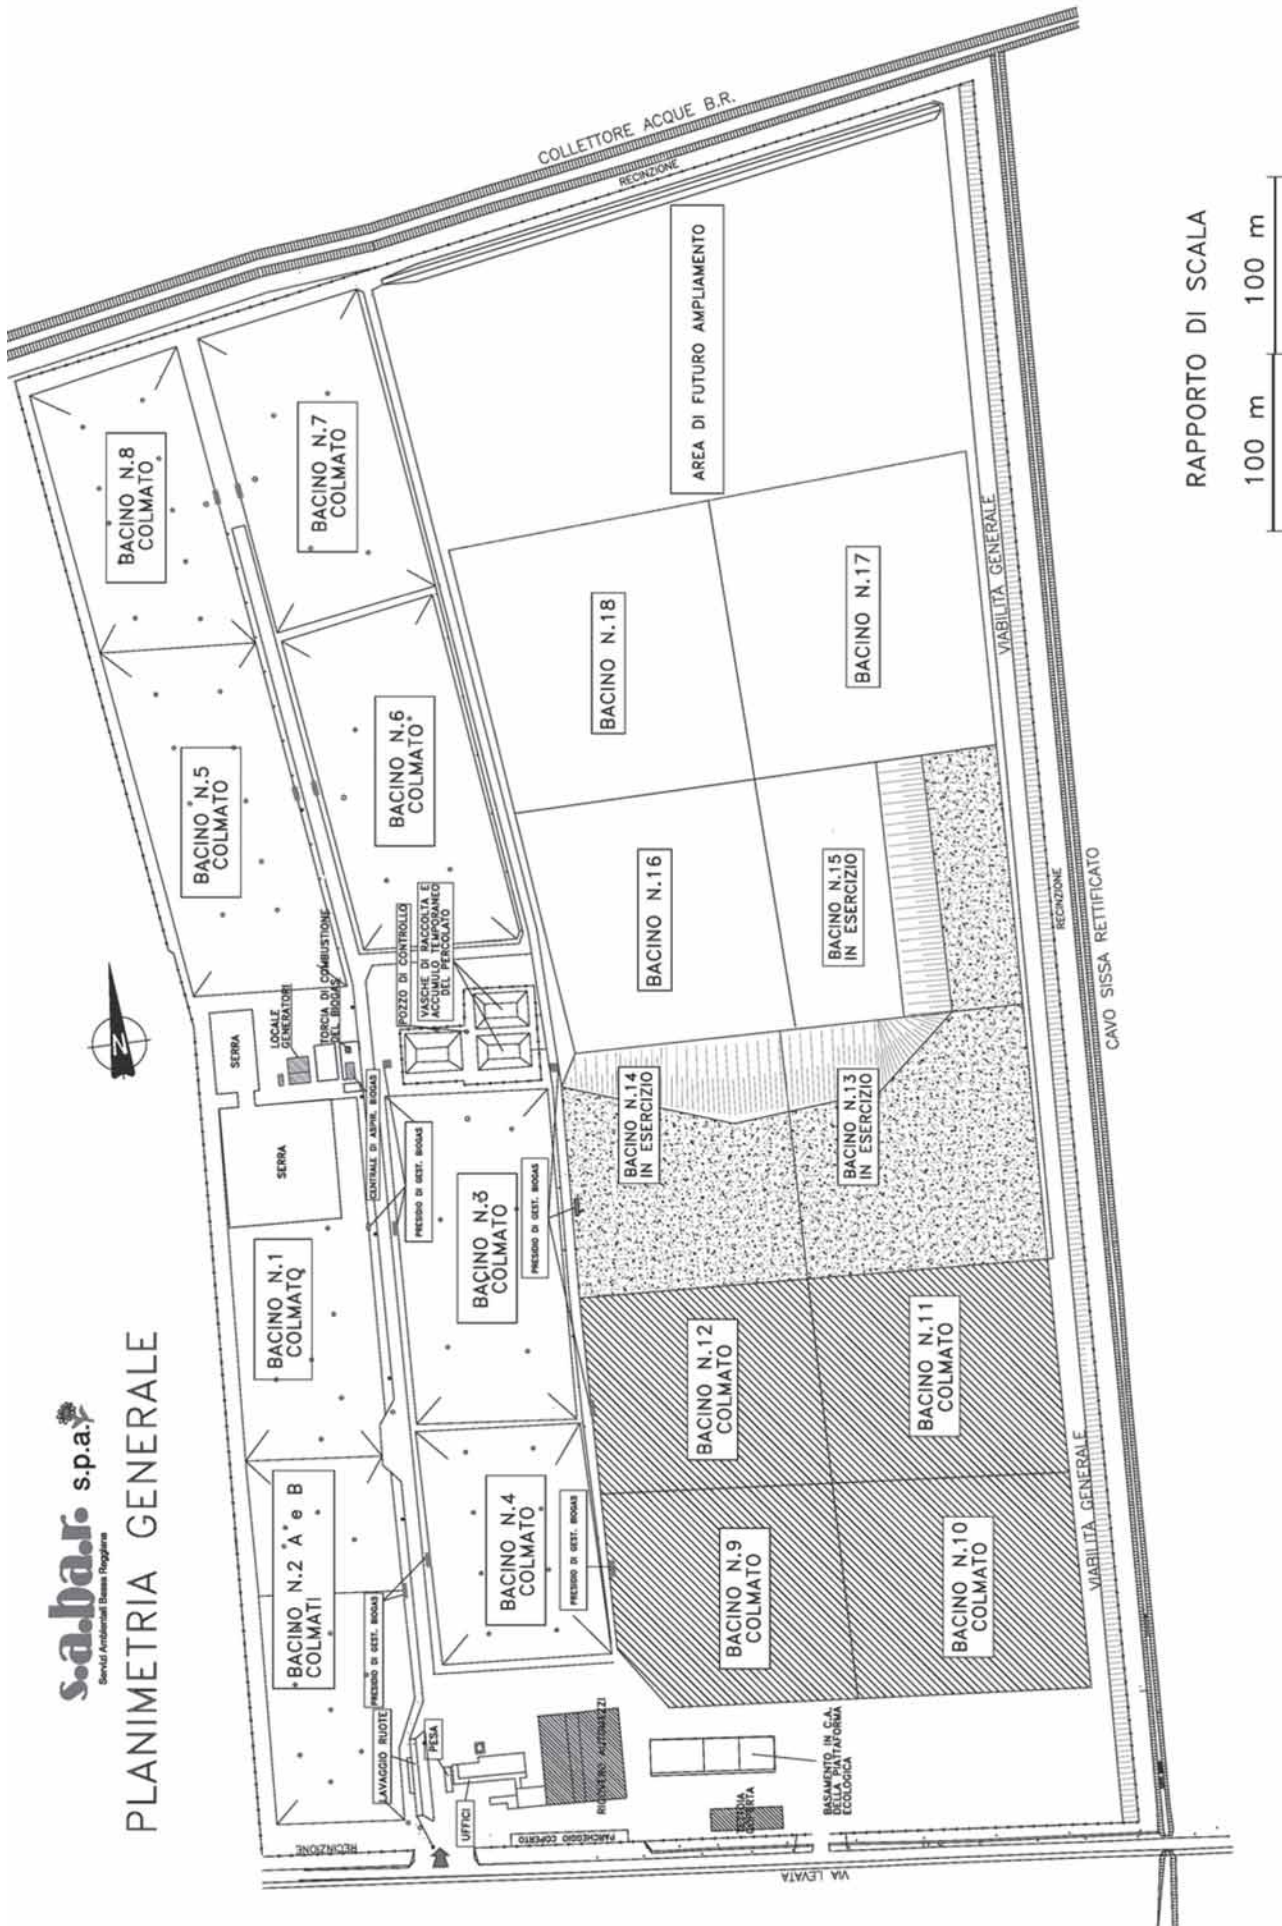 s.a.ba.r. s.p.a.
Servizi Ambientali Bassa Reggiana
PLANIMETRIA GENERALE
COLLETTORE ACQUE B.R.
RECINZIONE
BACINO N.8
COLMATO
BACINO N.7
COLMATO
BACINO N.5
COLMATO
BACINO N.6
COLMATO
AREA DI FUTURO AMPLIAMENTO
BACINO N.18
BACINO N.17
BACINO N.16
BACINO N.15
IN ESERCIZIO
VIABILITÀ GENERALE
RECINZIONE
CAVO SISSA RETTIFICATO
N
SERRA
LOCALE
GENERATORI
TORCIA DI COMBUSTIONE
DEL BIOGAS
POZZO DI CONTROLLO
VASCHE DI RACCOLTA E
ACCUMULO TEMPORANEO
DEL PERCOLATO
SERRA
CENTRALE DI ASPIR. BIOGAS
PRESIDIO DI GEST. BIOGAS
PRESIDIO DI GEST. BIOGAS
BACINO N.14
IN ESERCIZIO
BACINO N.13
IN ESERCIZIO
BACINO N.1
COLMATO
BACINO N.3
COLMATO
BACINO N.12
COLMATO
BACINO N.11
COLMATO
BACINO N.2 A e B
COLMATI
BACINO N.4
COLMATO
BACINO N.9
COLMATO
BACINO N.10
COLMATO
VIABILITÀ GENERALE
PRESIDIO DI GEST. BIOGAS
PRESIDIO DI GEST. BIOGAS
LAVAGGIO RUOTE
PESA
UFFICI
RICOVERO AUTOMEZZI
TETTOIA
COPERTA
BASAMENTO IN C.A.
DELLA PIATTAFORMA
ECOLOGICA
PARCHEGGIO COPERTO
RECINZIONE
VIA LEVATA
RAPPORTO DI SCALA
100 m 100 m